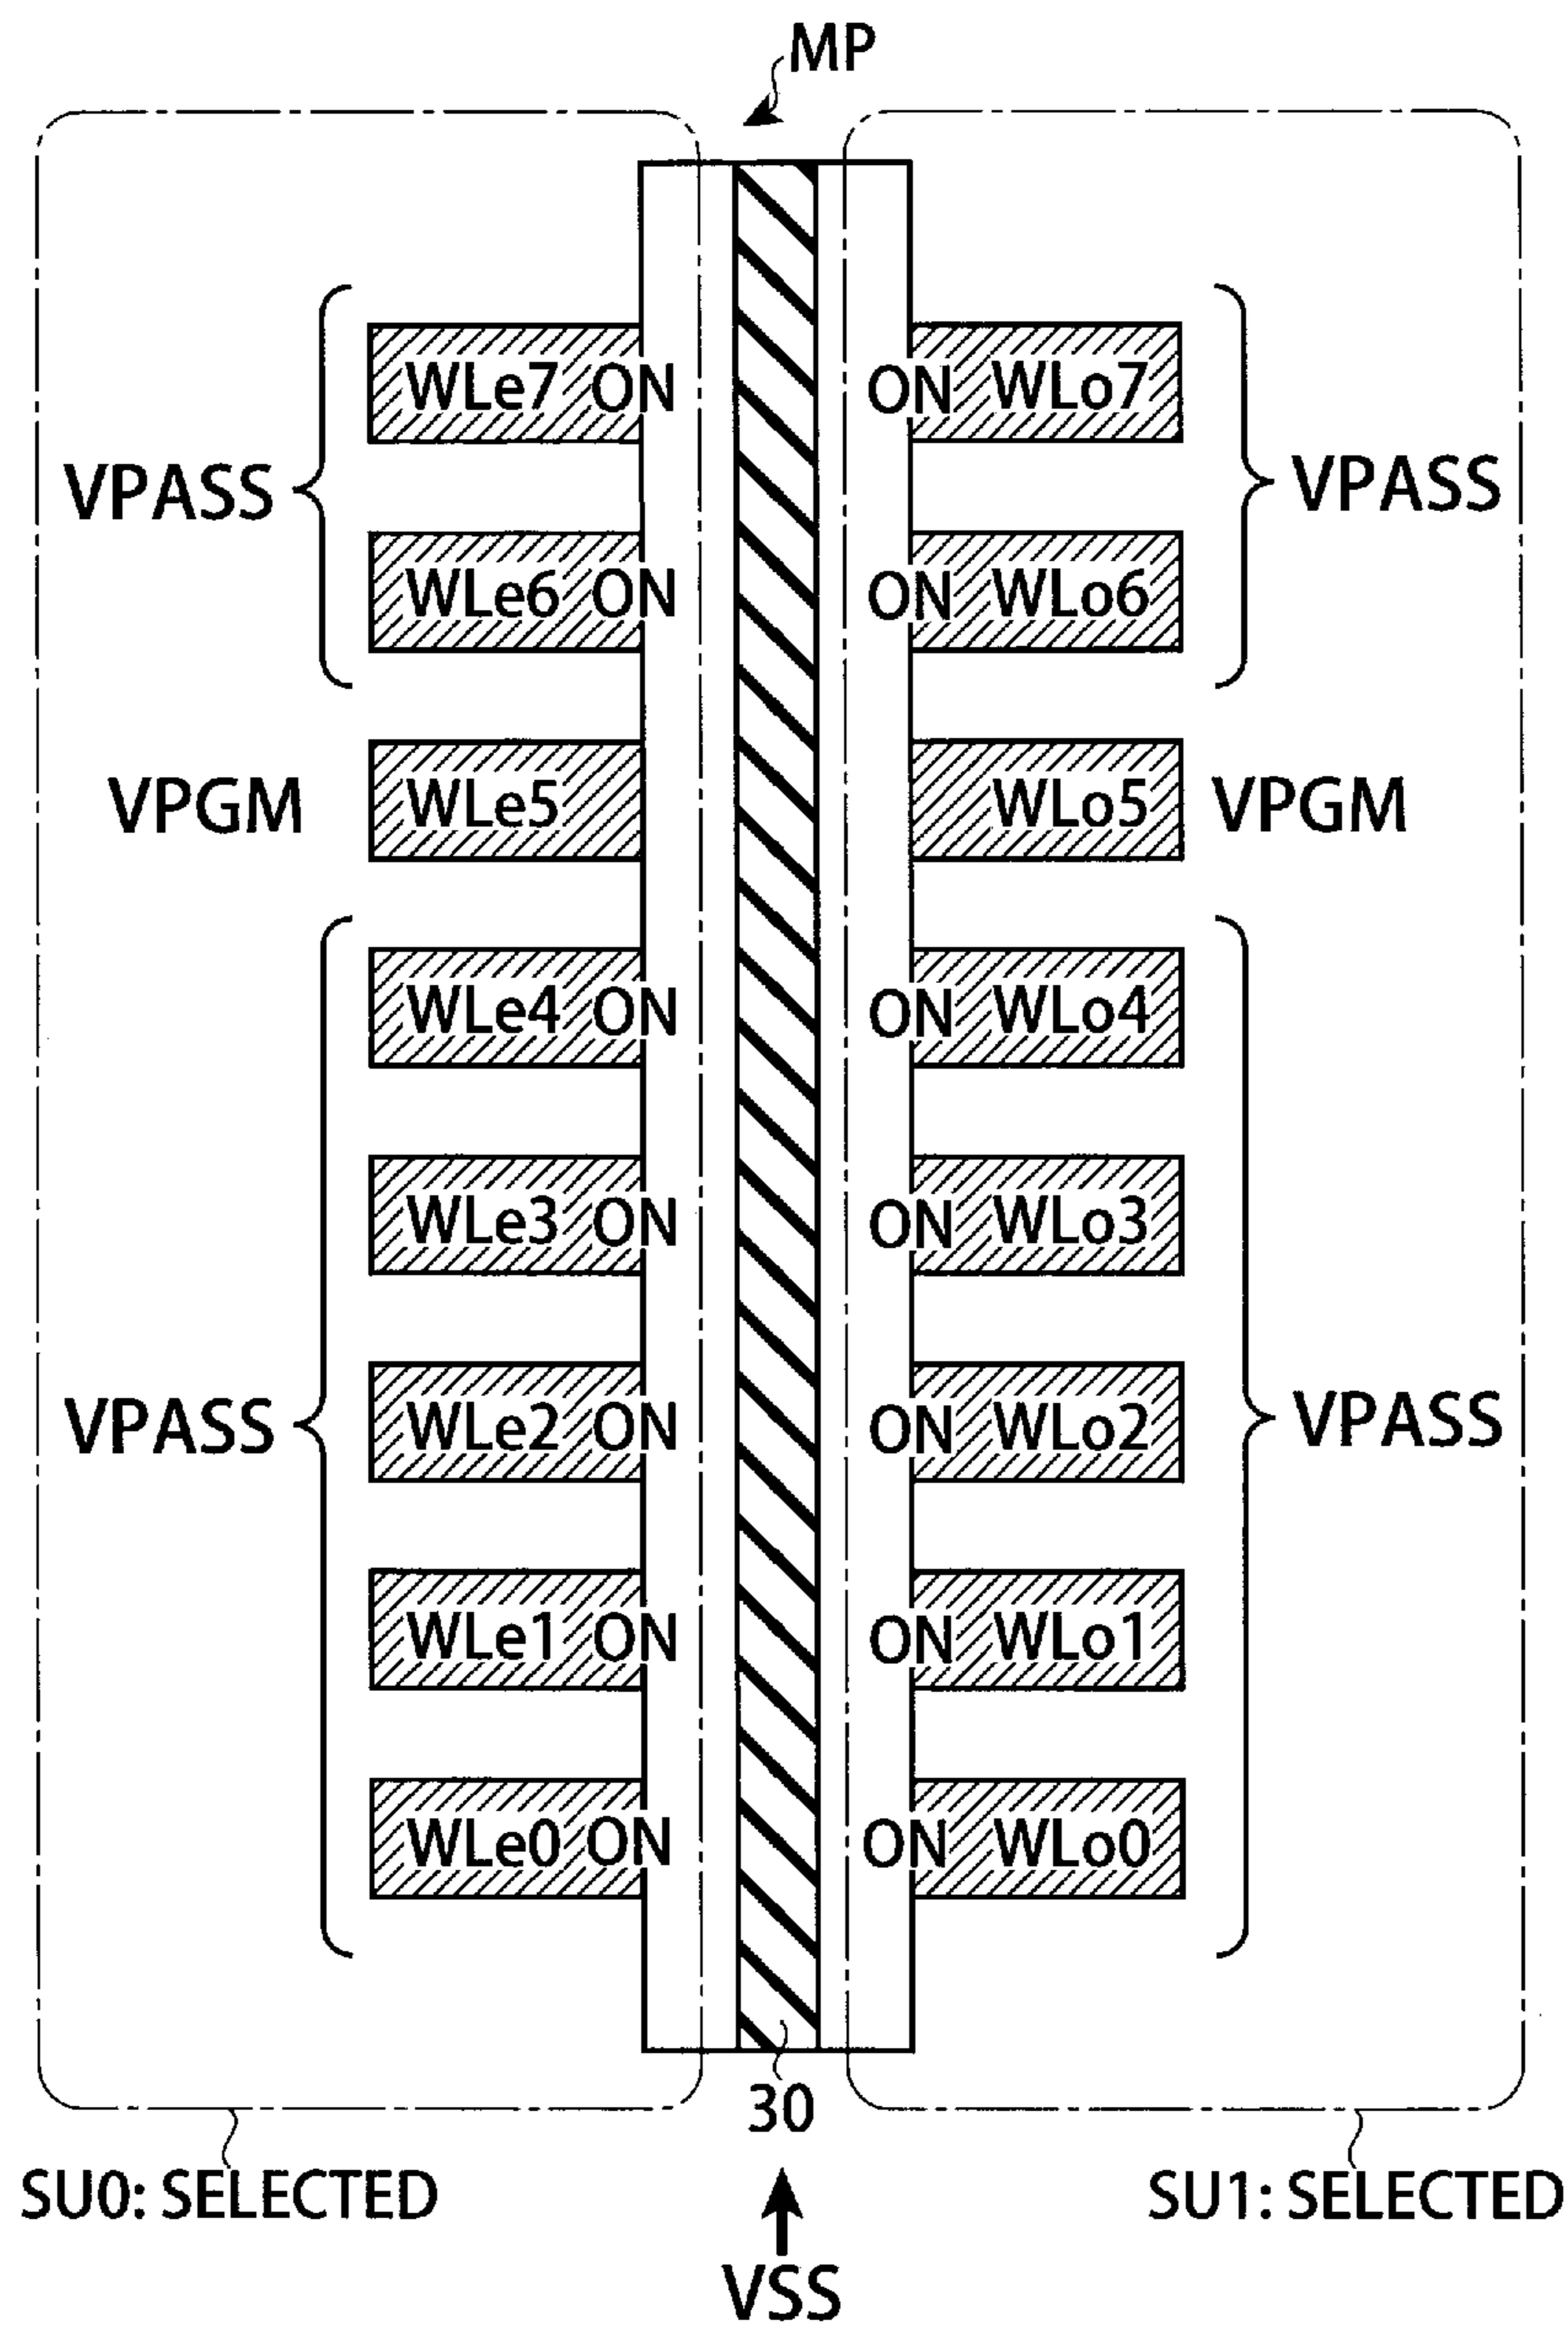 MP
WLe7 ON ON WLo7
VPASS VPASS
WLe6 ON ON WLo6
VPGM WLe5 WLo5 VPGM
WLe4 ON ON WLo4
WLe3 ON ON WLo3
VPASS WLe2 ON ON WLo2 VPASS
WLe1 ON ON WLo1
WLe0 ON ON WLo0
30
SU0: SELECTED SU1: SELECTED
VSS